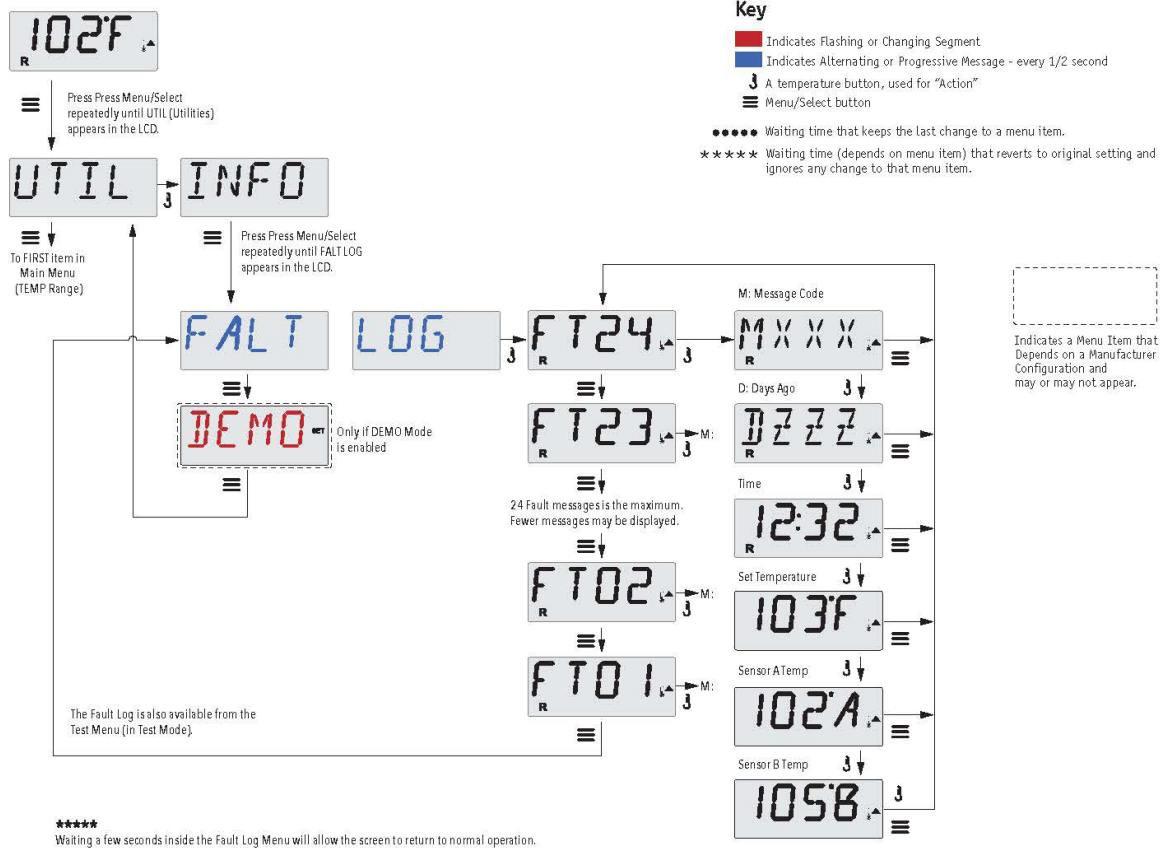 Key
102°F
R
Indicates Flashing or Changing Segment
Indicates Alternating or Progressive Message - every 1/2 second
A temperature button, used for “Action”
Menu/Select button
Waiting time that keeps the last change to a menu item.
***** Waiting time (depends on menu item) that reverts to original setting and
ignores any change to that menu item.
Press Press Menu/Select
repeatedly until UTIL (Utilities)
appears in the LCD.
UTIL
INFO
To FIRST item in
Main Menu
(TEMP Range)
Press Press Menu/Select
repeatedly until FALT LOG
appears in the LCD.
FALT
LOG
FT24
R
M: Message Code
MXXX
R
Indicates a Menu Item that
Depends on a Manufacturer
Configuration and
may or may not appear.
DEMO
SET
Only if DEMO Mode
is enabled
FT23
R
M:
D: Days Ago
DZZZ
R
24 Fault messages is the maximum.
Fewer messages may be displayed.
Time
12:32
R
FT02
R
M:
Set Temperature
103°F
FT01
R
M:
Sensor A Temp
102°A
The Fault Log is also available from the
Test Menu (in Test Mode).
Sensor B Temp
105°B
*****
Waiting a few seconds inside the Fault Log Menu will allow the screen to return to normal operation.